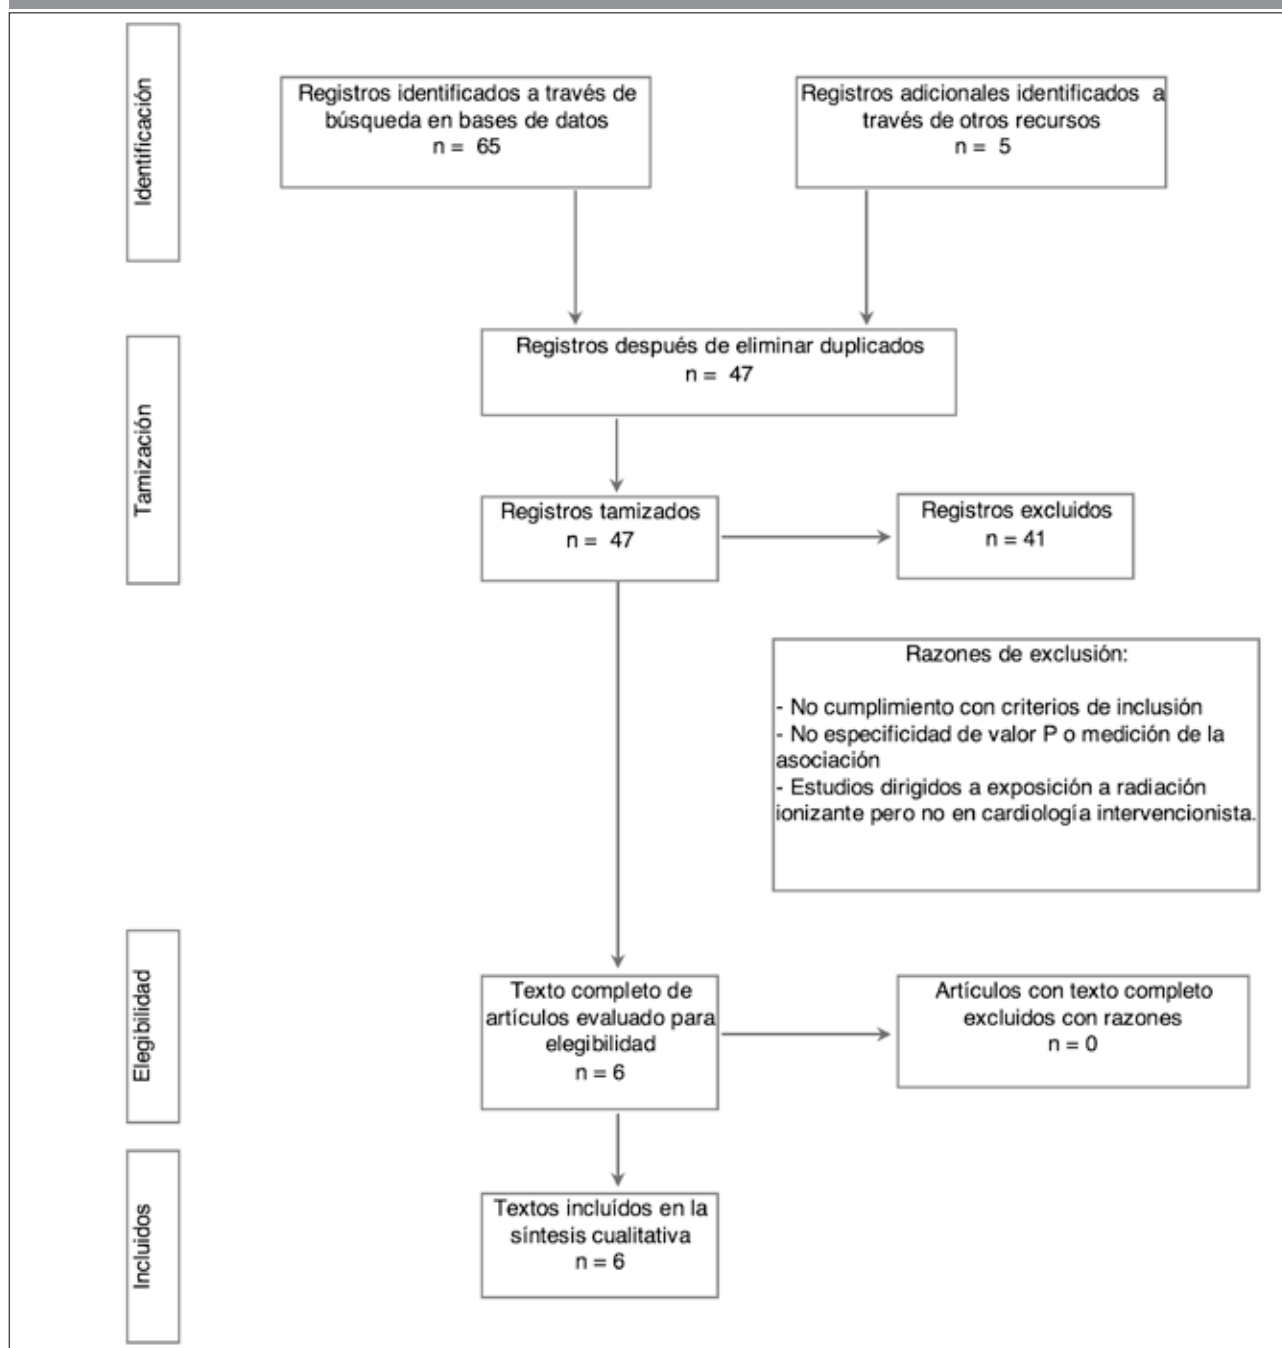 Identificación
Registros identificados a través de
búsqueda en bases de datos
n = 65
Registros adicionales identificados a
través de otros recursos
n = 5
Tamización
Registros después de eliminar duplicados
n = 47
Registros tamizados
n = 47
Registros excluidos
n = 41
Razones de exclusión:
- No cumplimiento con criterios de inclusión
- No especificidad de valor P o medición de la
asociación
- Estudios dirigidos a exposición a radiación
ionizante pero no en cardiología intervencionista.
Elegibilidad
Texto completo de
artículos evaluado para
elegibilidad
n = 6
Artículos con texto completo
excluidos con razones
n = 0
Incluidos
Textos incluídos en la
síntesis cualitativa
n = 6